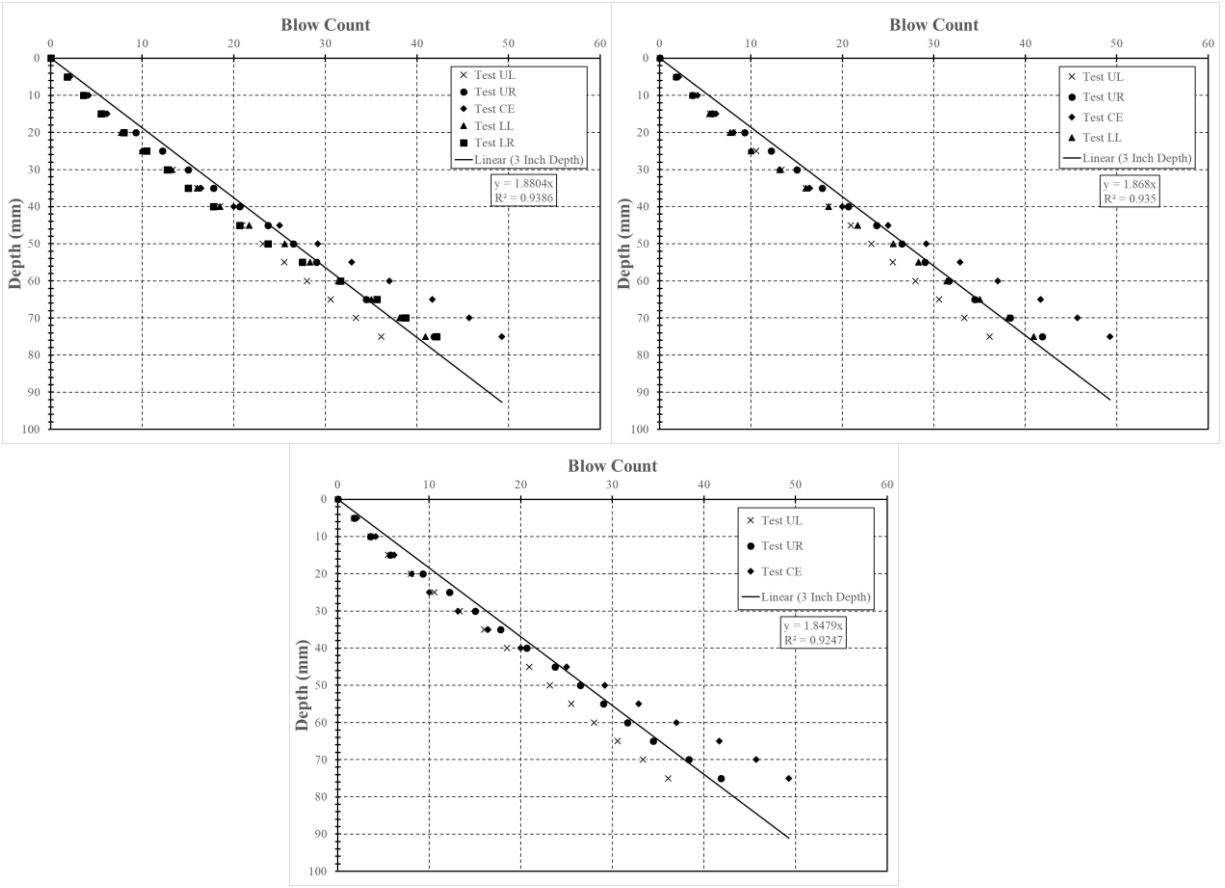 Blow Count
0 10 20 30 40 50 60
0
10
20
30
40
50
60
70
80
90
100
Depth (mm)
Test UL
Test UR
Test CE
Test LL
Test LR
Linear (3 Inch Depth)
y = 1.8804x
R² = 0.9386
Blow Count
0 10 20 30 40 50 60
0
10
20
30
40
50
60
70
80
90
100
Depth (mm)
Test UL
Test UR
Test CE
Test LL
Linear (3 Inch Depth)
y = 1.868x
R² = 0.935
Blow Count
0 10 20 30 40 50 60
0
10
20
30
40
50
60
70
80
90
100
Depth (mm)
Test UL
Test UR
Test CE
Linear (3 Inch Depth)
y = 1.8479x
R² = 0.9247